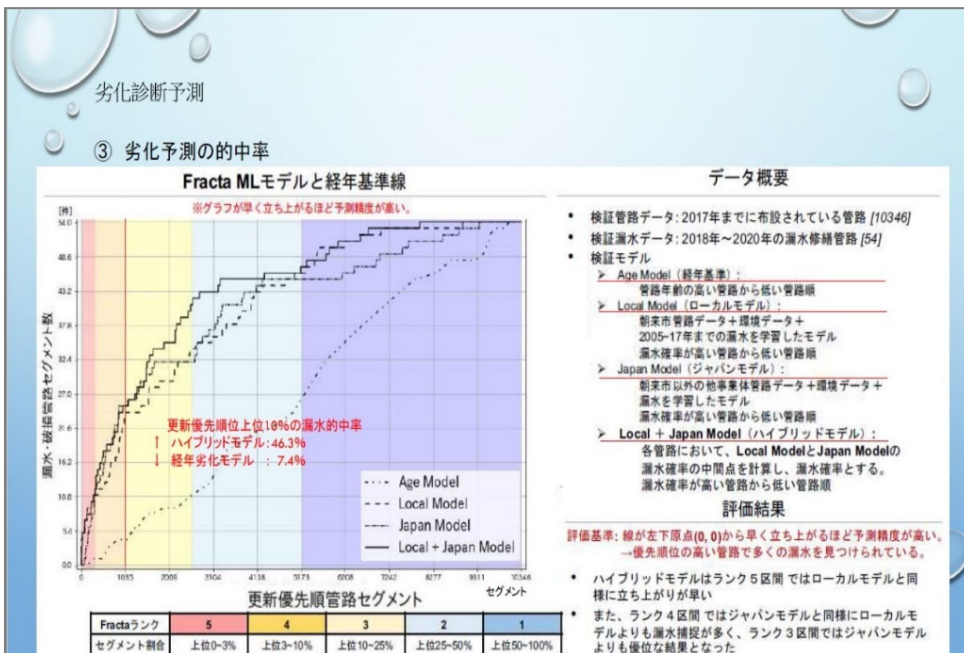 劣化診断予測
③ 劣化予測の的中率
Fracta MLモデルと経年基準線
※グラフが早く立ち上がるほど予測精度が高い。
[件]
54.0
48.6
43.2
37.8
32.4
27.0
21.6
16.2
10.8
5.4
0.0
漏水・破損管路セグメント数
更新優先順位上位10%の漏水的中率
↑ ハイブリッドモデル:46.3%
↓ 経年劣化モデル : 7.4%
Age Model
Local Model
Japan Model
Local + Japan Model
0 1035 2069 3104 4138 5173 6208 7242 8277 9311 10346
セグメント
更新優先順管路セグメント
Fractaランク 5 4 3 2 1
セグメント割合 上位0~3% 上位3~10% 上位10~25% 上位25~50% 上位50~100%
データ概要
• 検証管路データ: 2017年までに布設されている管路 [10346]
• 検証漏水データ: 2018年~2020年の漏水修繕管路 [54]
• 検証モデル
➢ Age Model（経年基準）:
管路年齢の高い管路から低い管路順
➢ Local Model（ローカルモデル）:
朝来市管路データ＋環境データ＋
2005~17年までの漏水を学習したモデル
漏水確率が高い管路から低い管路順
➢ Japan Model（ジャパンモデル）:
朝来市以外の他事業体管路データ＋環境データ＋
漏水を学習したモデル
漏水確率が高い管路から低い管路順
➢ Local + Japan Model（ハイブリッドモデル）:
各管路において、Local ModelとJapan Modelの
漏水確率の中間点を計算し、漏水確率とする。
漏水確率が高い管路から低い管路順
評価結果
評価基準: 線が左下原点(0, 0)から早く立ち上がるほど予測精度が高い。
→優先順位の高い管路で多くの漏水を見つけられている。
• ハイブリッドモデルはランク５区間 ではローカルモデルと同
様に立ち上がりが早い
• また、ランク４区間 ではジャパンモデルと同様にローカルモ
デルよりも漏水捕捉が多く、ランク３区間ではジャパンモデル
よりも優位な結果となった